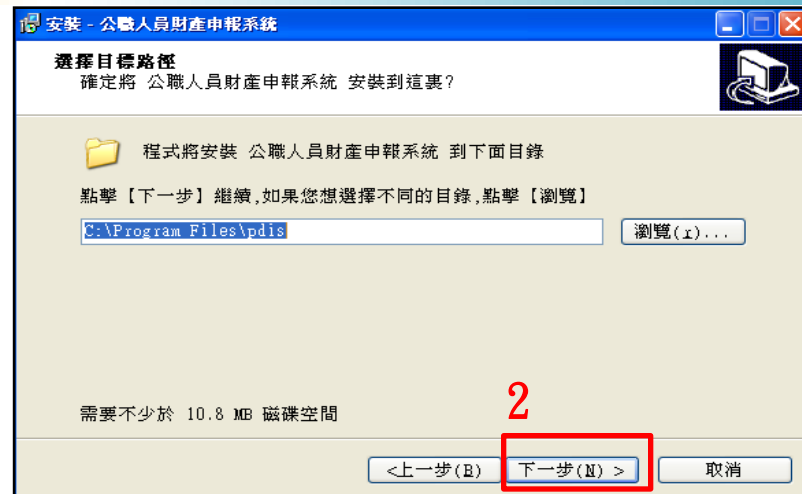 安裝 - 公職人員財產申報系統
選擇目標路徑
確定將 公職人員財產申報系統 安裝到這裏?
程式將安裝 公職人員財產申報系統 到下面目錄
點擊【下一步】繼續,如果您想選擇不同的目錄,點擊【瀏覽】
C:\Program Files\pdis
瀏覽(r)...
需要不少於 10.8 MB 磁碟空間
2
<上一步(B)
下一步(N) >
取消